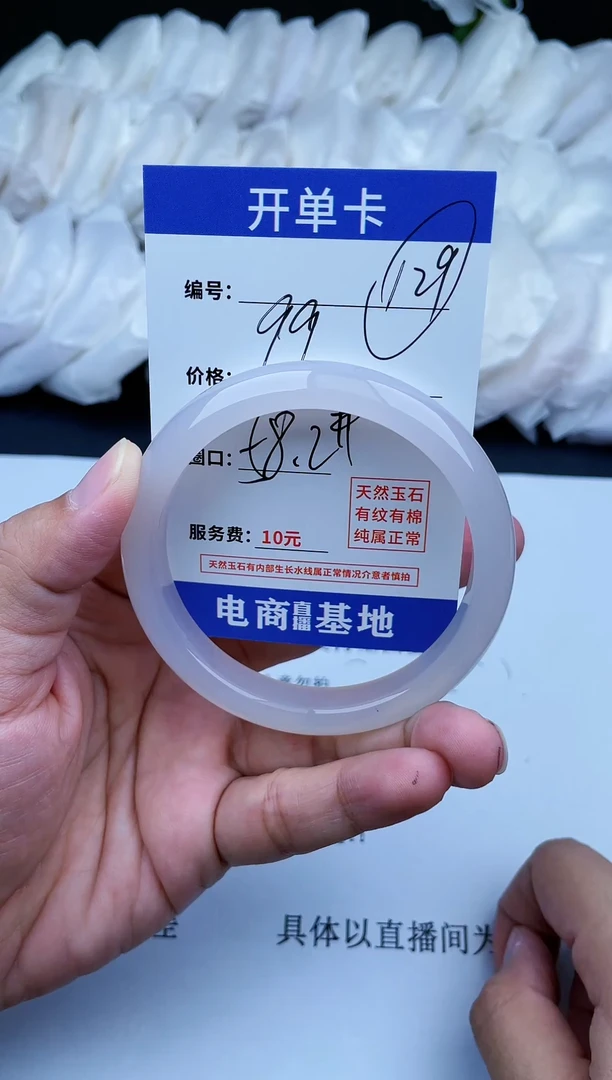 开单卡
编号: 129
价格: 99
圈口: 58.2
服务费: 10元
天然玉石
有纹有棉
纯属正常
天然玉石有内部生长水线属正常情况介意者慎拍
电商直播基地
具体以直播间为